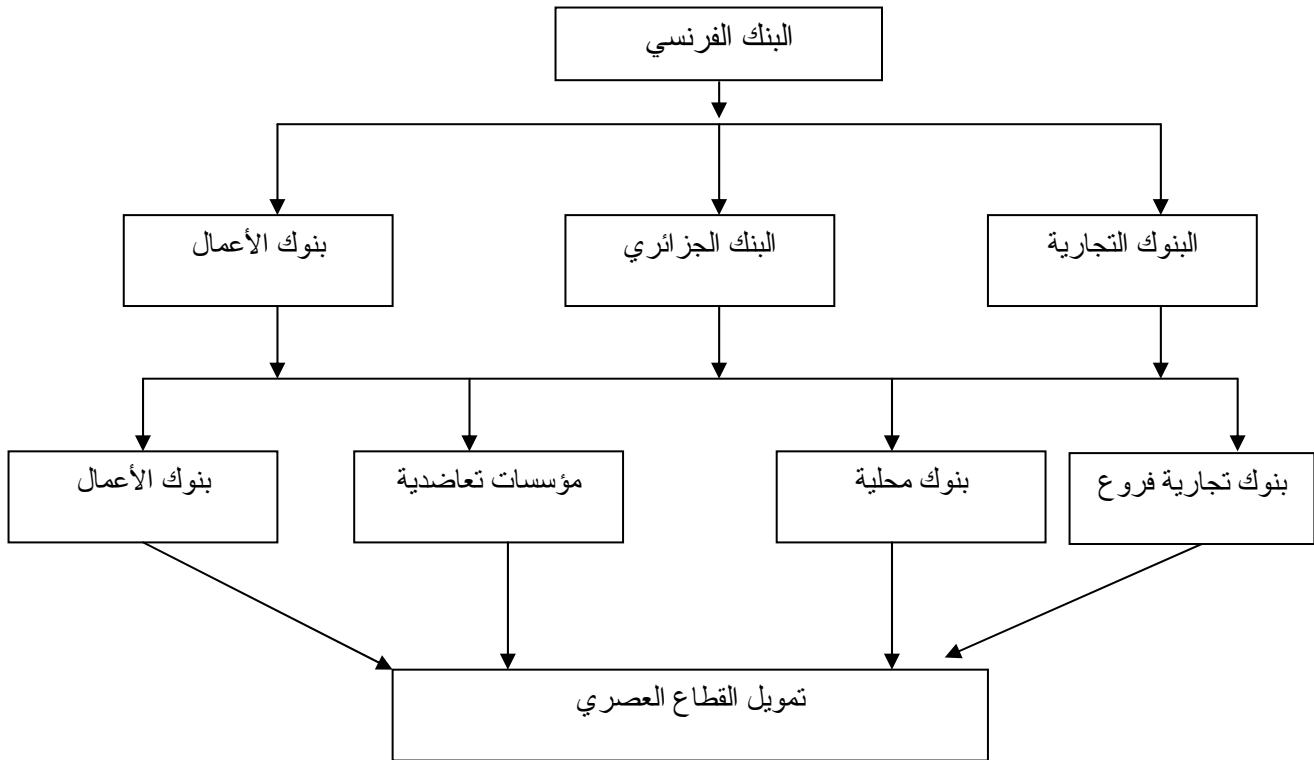 البنك الفرنسي
البنوك التجارية
البنك الجزائري
بنوك الأعمال
بنوك تجارية فروع
بنوك محلية
مؤسسات تعاضدية
بنوك الأعمال
تمويل القطاع العصري